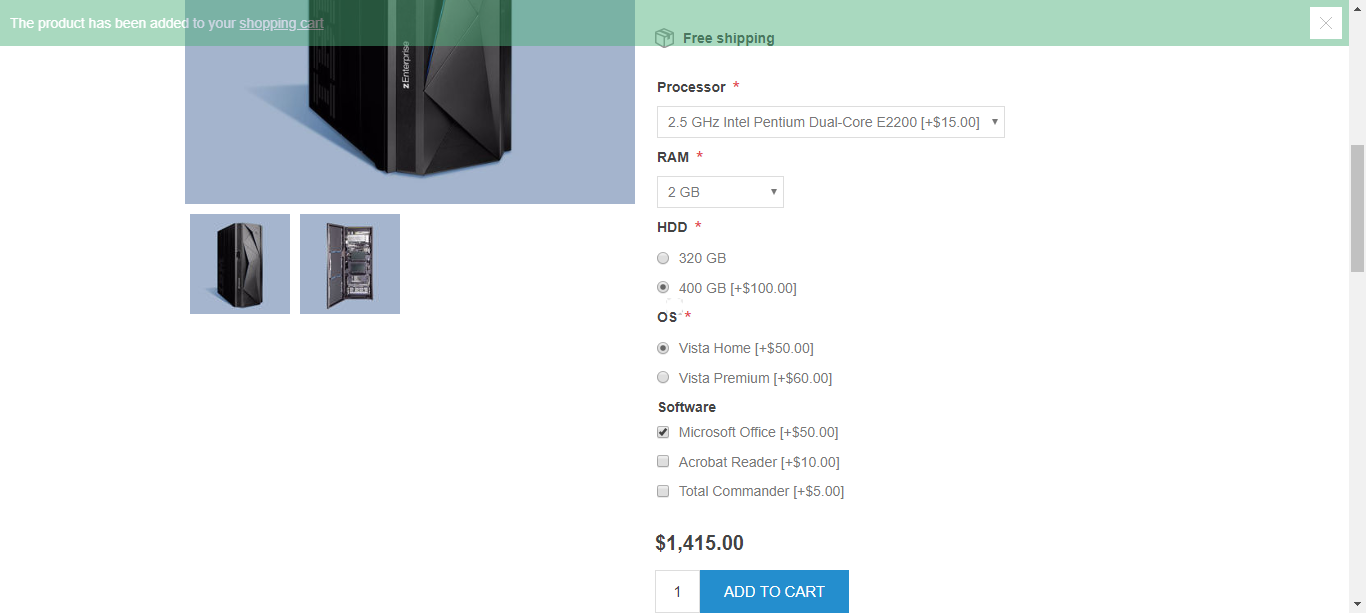 The product has been added to your shopping cart
zEnterprise
Free shipping
Processor *
2.5 GHz Intel Pentium Dual-Core E2200 [+$15.00]
RAM *
2 GB
HDD *
320 GB
400 GB [+$100.00]
OS *
Vista Home [+$50.00]
Vista Premium [+$60.00]
Software
Microsoft Office [+$50.00]
Acrobat Reader [+$10.00]
Total Commander [+$5.00]
$1,415.00
1 ADD TO CART